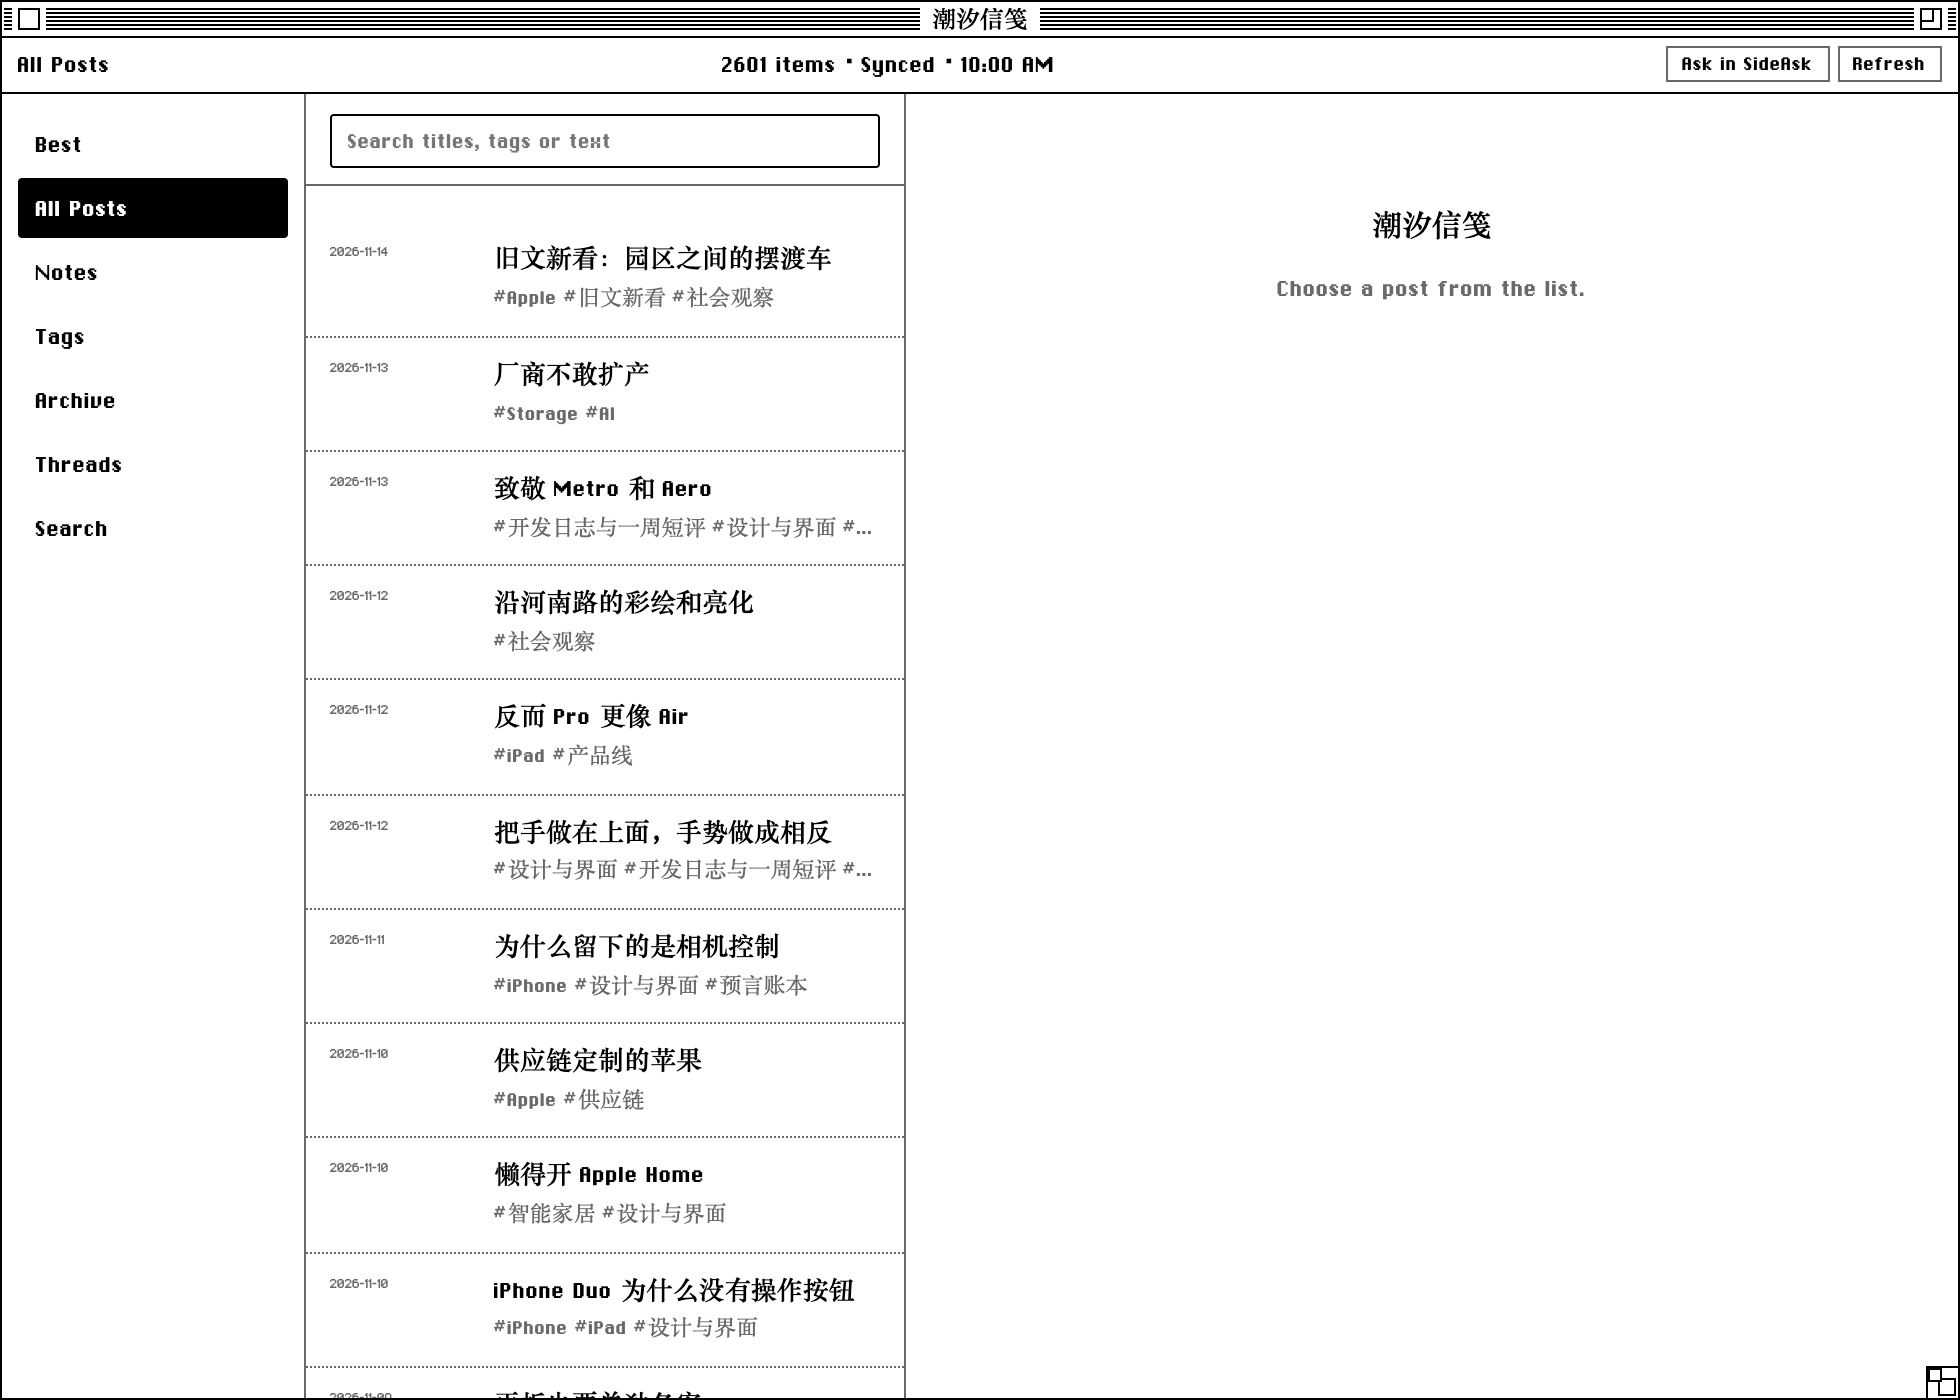 潮汐信笺
All Posts
2601 items · Synced · 10:00 AM
Ask in SideAsk
Refresh
Best
All Posts
Notes
Tags
Archive
Threads
Search
Search titles, tags or text
2026-11-14
旧文新看：园区之间的摆渡车
#Apple #旧文新看 #社会观察
2026-11-13
厂商不敢扩产
#Storage #AI
2026-11-13
致敬 Metro 和 Aero
#开发日志与一周短评 #设计与界面 #...
2026-11-12
沿河南路的彩绘和亮化
#社会观察
2026-11-12
反而 Pro 更像 Air
#iPad #产品线
2026-11-12
把手做在上面，手势做成相反
#设计与界面 #开发日志与一周短评 #...
2026-11-11
为什么留下的是相机控制
#iPhone #设计与界面 #预言账本
2026-11-10
供应链定制的苹果
#Apple #供应链
2026-11-10
懒得开 Apple Home
#智能家居 #设计与界面
2026-11-10
iPhone Duo 为什么没有操作按钮
#iPhone #iPad #设计与界面
潮汐信笺
Choose a post from the list.